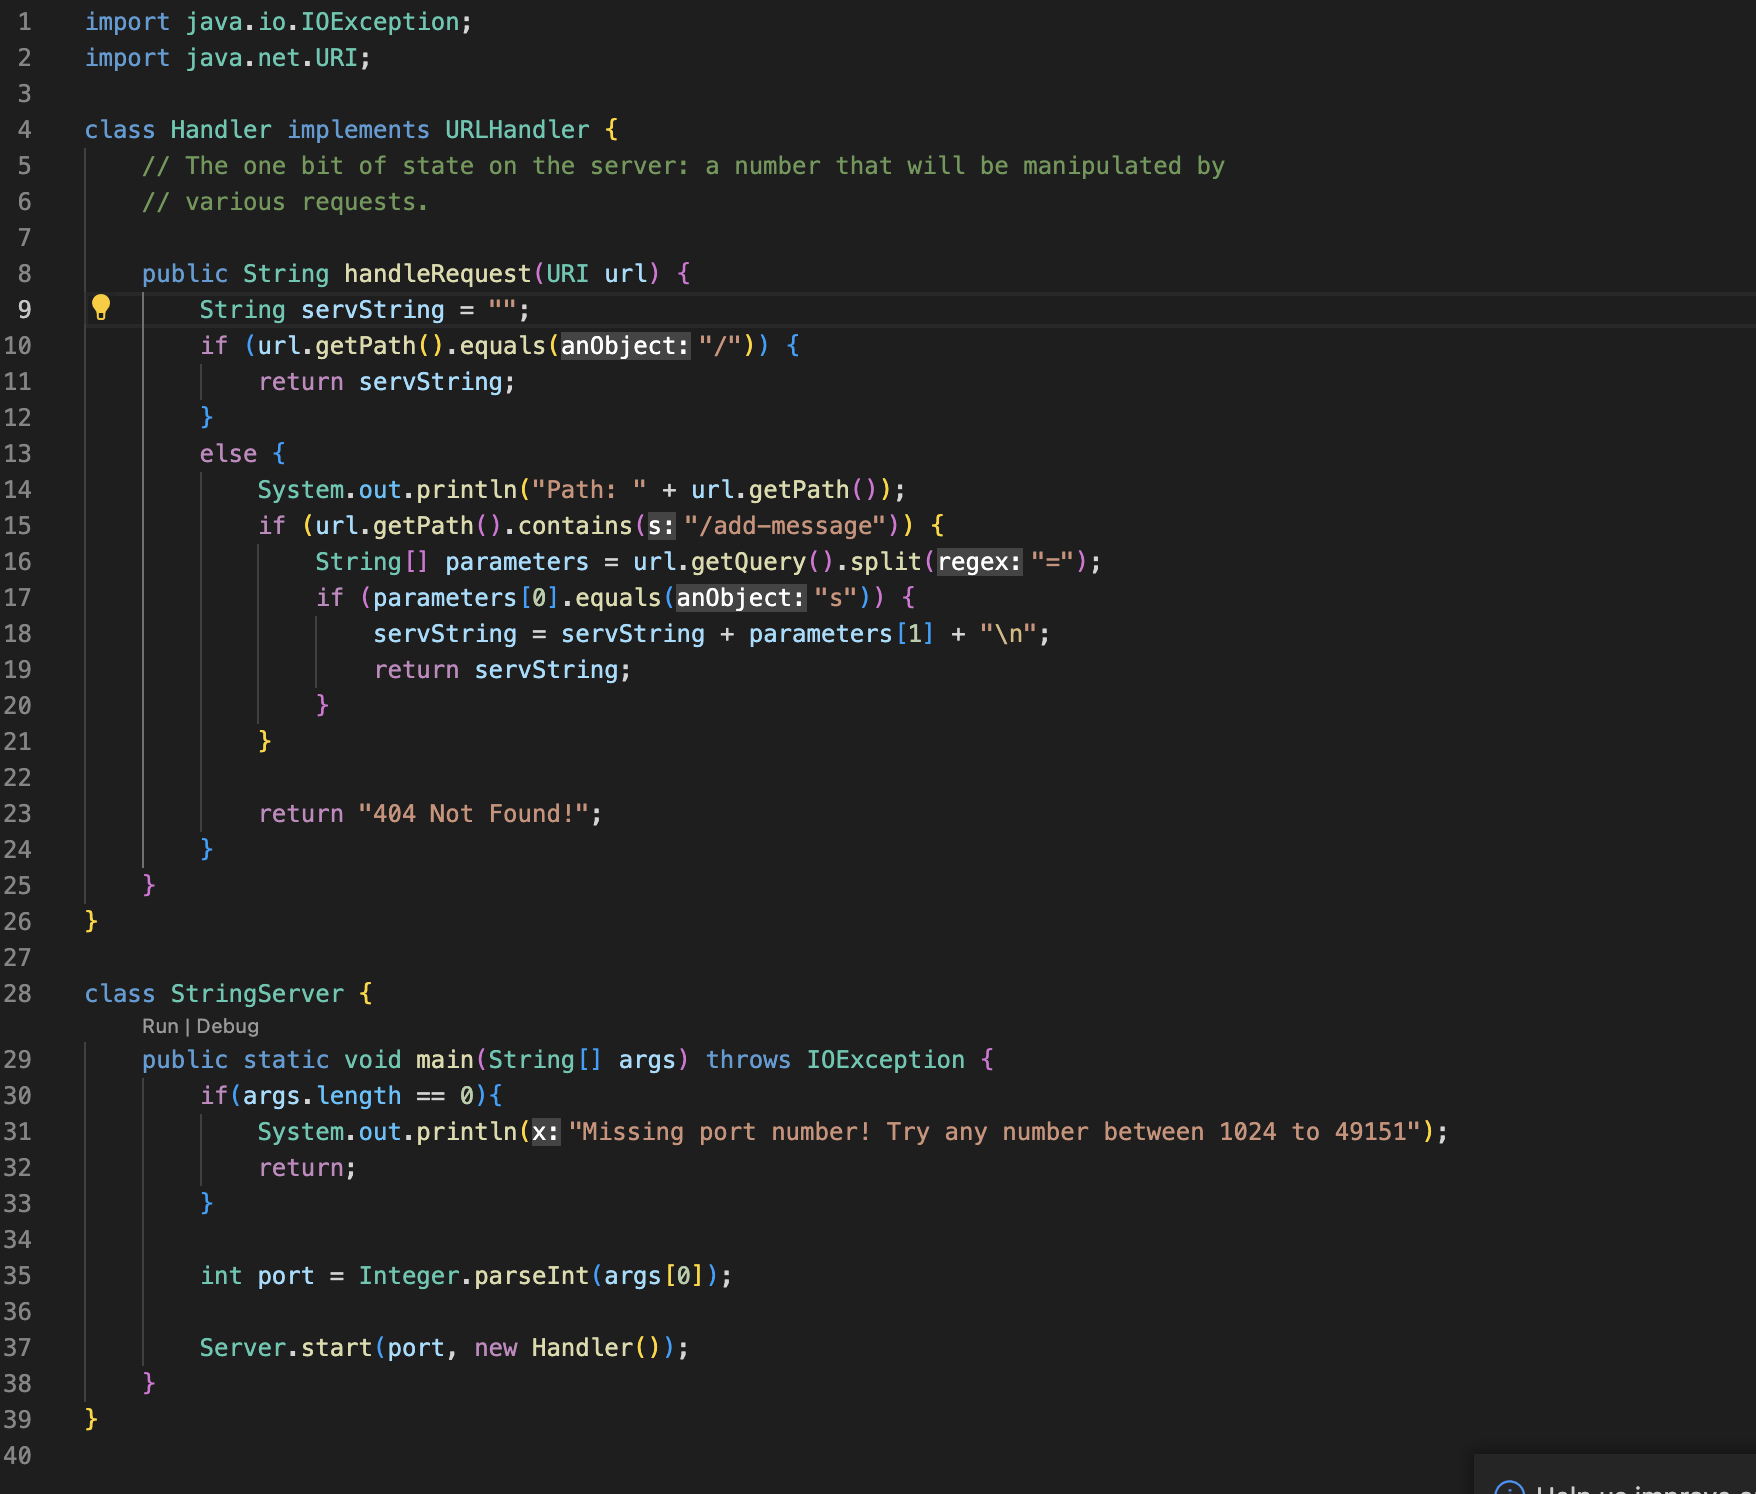 1 import java.io.IOException;
2 import java.net.URI;
3
4 class Handler implements URLHandler {
5     // The one bit of state on the server: a number that will be manipulated by
6     // various requests.
7
8     public String handleRequest(URI url) {
9         String servString = "";
10         if (url.getPath().equals(anObject: "/")) {
11             return servString;
12         }
13         else {
14             System.out.println("Path: " + url.getPath());
15             if (url.getPath().contains(s: "/add-message")) {
16                 String[] parameters = url.getQuery().split(regex: "=");
17                 if (parameters[0].equals(anObject: "s")) {
18                     servString = servString + parameters[1] + "\n";
19                     return servString;
20                 }
21             }
22
23             return "404 Not Found!";
24         }
25     }
26 }
27
28 class StringServer {
Run | Debug
29     public static void main(String[] args) throws IOException {
30         if(args.length == 0){
31             System.out.println(x: "Missing port number! Try any number between 1024 to 49151");
32             return;
33         }
34
35         int port = Integer.parseInt(args[0]);
36
37         Server.start(port, new Handler());
38     }
39 }
40
Help us improve